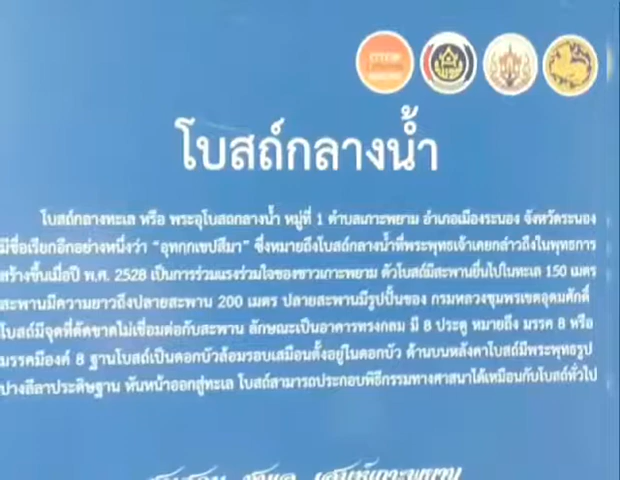 โบสถ์กลางน้ำ
โบสถ์กลางทะเล หรือ พระอุโบสถกลางน้ำ หมู่ที่ 1 ตำบลเกาะพยาม อำเภอเมืองระนอง จังหวัดระนอง
มีชื่อเรียกอีกอย่างหนึ่งว่า "อุทกุกเขปสีมา" ซึ่งหมายถึงโบสถ์กลางน้ำที่พระพุทธเจ้าเคยกล่าวถึงในพุทธการ
สร้างขึ้นเมื่อปี พ.ศ. 2528 เป็นการร่วมแรงร่วมใจของชาวเกาะพยาม ตัวโบสถ์มีสะพานยื่นไปในทะเล 150 เมตร
สะพานมีความยาวถึงปลายสะพาน 200 เมตร ปลายสะพานมีรูปปั้นของ กรมหลวงชุมพรเขตอุดมศักดิ์
โบสถ์มีจุดที่ตัดขาดไม่เชื่อมต่อกับสะพาน ลักษณะเป็นอาคารทรงกลม มี 8 ประตู หมายถึง มรรค 8 หรือ
มรรคมีองค์ 8 ฐานโบสถ์เป็นดอกบัวล้อมรอบเสมือนตั้งอยู่ในดอกบัว ด้านบนหลังคาโบสถ์มีพระพุทธรูป
ปางลีลาประดิษฐาน หันหน้าออกสู่ทะเล โบสถ์สามารถประกอบพิธีกรรมทางศาสนาได้เหมือนกับโบสถ์ทั่วไป